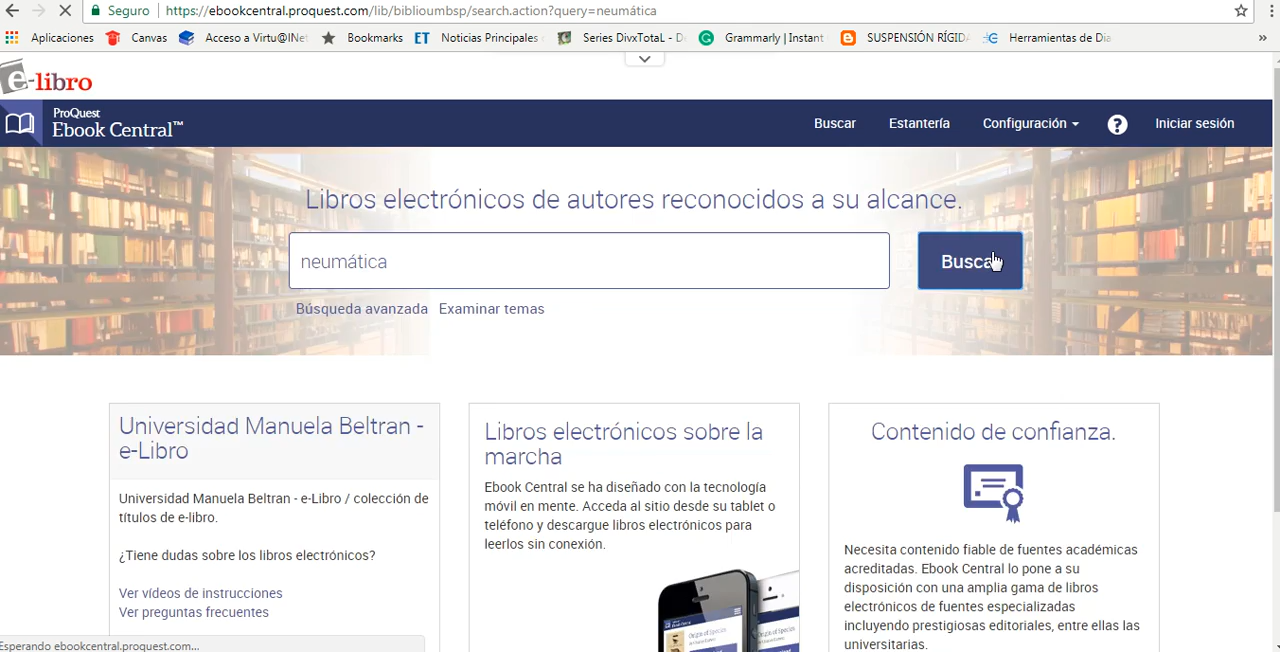 Seguro https://ebookcentral.proquest.com/lib/biblioumbsp/search.action?query=neumática
Aplicaciones Canvas Acceso a Virtu@lNet Bookmarks ET Noticias Principales Series DivxTotaL - D Grammarly | Instant SUSPENSIÓN RÍGIDA Herramientas de Dia »
e-libro
ProQuest
Ebook Central™
Buscar Estantería Configuración ? Iniciar sesión
Libros electrónicos de autores reconocidos a su alcance.
neumática
Buscar
Búsqueda avanzada Examinar temas
Universidad Manuela Beltran -
e-Libro
Universidad Manuela Beltran - e-Libro / colección de
títulos de e-libro.
¿Tiene dudas sobre los libros electrónicos?
Ver vídeos de instrucciones
Ver preguntas frecuentes
Libros electrónicos sobre la
marcha
Ebook Central se ha diseñado con la tecnología
móvil en mente. Acceda al sitio desde su tablet o
teléfono y descargue libros electrónicos para
leerlos sin conexión.
Contenido de confianza.
Necesita contenido fiable de fuentes académicas
acreditadas. Ebook Central lo pone a su
disposición con una amplia gama de libros
electrónicos de fuentes especializadas
incluyendo prestigiosas editoriales, entre ellas las
universitarias.
Esperando ebookcentral.proquest.com...